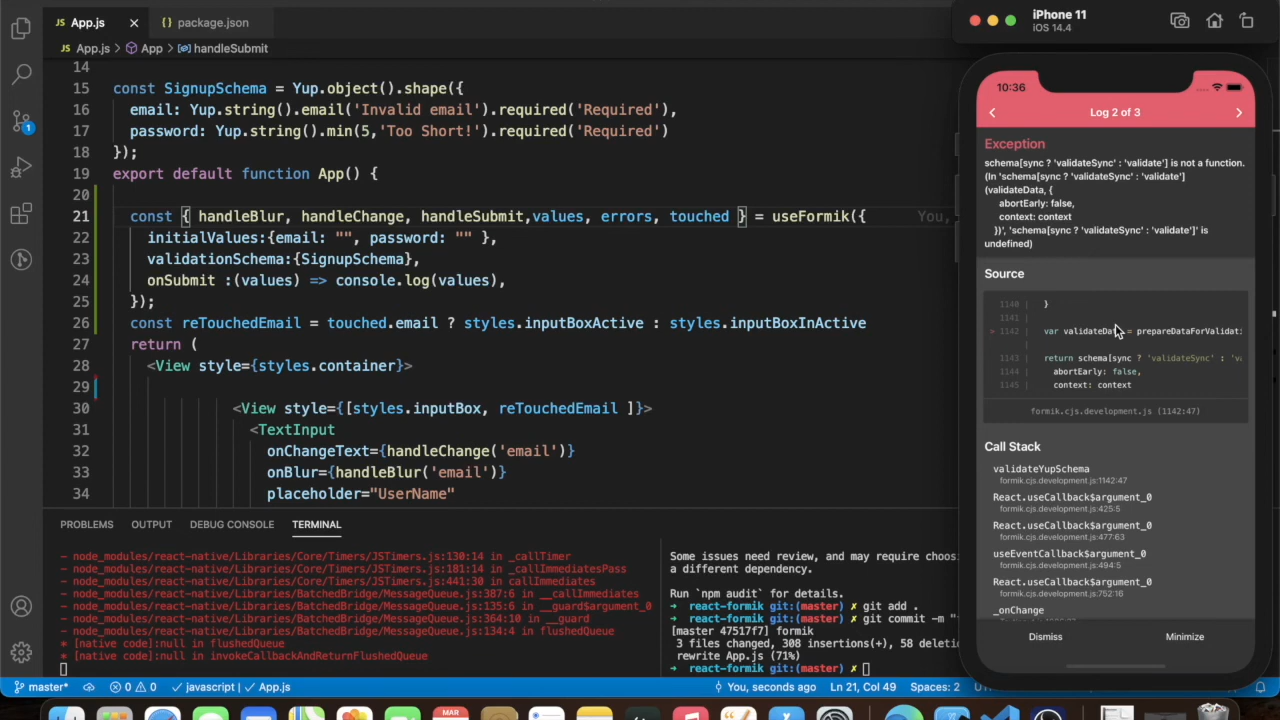 App.js
package.json
App.js > App > handleSubmit
14
15 const SignupSchema = Yup.object().shape({
16 email: Yup.string().email('Invalid email').required('Required'),
17 password: Yup.string().min(5,'Too Short!').required('Required')
18 });
19 export default function App() {
20
21 const { handleBlur, handleChange, handleSubmit,values, errors, touched } = useFormik({ You,
22 initialValues:{email: "", password: "" },
23 validationSchema:{SignupSchema},
24 onSubmit :(values) => console.log(values),
25 });
26 const reTouchedEmail = touched.email ? styles.inputBoxActive : styles.inputBoxInActive
27 return (
28 <View style={styles.container}>
29
30 <View style={[styles.inputBox, reTouchedEmail ]}>
31 <TextInput
32 onChangeText={handleChange('email')}
33 onBlur={handleBlur('email')}
34 placeholder="UserName"
1
PROBLEMS OUTPUT DEBUG CONSOLE TERMINAL
- node_modules/react-native/Libraries/Core/Timers/JSTimers.js:130:14 in _callTimer
- node_modules/react-native/Libraries/Core/Timers/JSTimers.js:181:14 in _callImmediatesPass
- node_modules/react-native/Libraries/Core/Timers/JSTimers.js:441:30 in callImmediates
- node_modules/react-native/Libraries/BatchedBridge/MessageQueue.js:387:6 in __callImmediates
- node_modules/react-native/Libraries/BatchedBridge/MessageQueue.js:135:6 in __guard$argument_0
- node_modules/react-native/Libraries/BatchedBridge/MessageQueue.js:364:10 in __guard
- node_modules/react-native/Libraries/BatchedBridge/MessageQueue.js:134:4 in flushedQueue
* [native code]:null in flushedQueue
* [native code]:null in invokeCallbackAndReturnFlushedQueue
Some issues need review, and may require choosi
a different dependency.
Run `npm audit` for details.
➜ react-formik git:(master) ✗ git add .
➜ react-formik git:(master) ✗ git commit -m "
[master 47517f7] formik
3 files changed, 308 insertions(+), 58 deleti
rewrite App.js (71%)
➜ react-formik git:(master) ✗
master* 0 0 javascript | App.js You, seconds ago Ln 21, Col 49 Spaces: 2
MAR
iPhone 11
iOS 14.4
10:36
Log 2 of 3
Exception
schema[sync ? 'validateSync' : 'validate'] is not a function.
(In 'schema[sync ? 'validateSync' : 'validate']
(validateData, {
abortEarly: false,
context: context
})', 'schema[sync ? 'validateSync' : 'validate']' is
undefined)
Source
1140 | }
1141 |
> 1142 | var validateData = prepareDataForValidati
|
1143 | return schema[sync ? 'validateSync' : 'va
1144 | abortEarly: false,
1145 | context: context
formik.cjs.development.js (1142:47)
Call Stack
validateYupSchema
formik.cjs.development.js:1142:47
React.useCallback$argument_0
formik.cjs.development.js:425:5
React.useCallback$argument_0
formik.cjs.development.js:477:63
useEventCallback$argument_0
formik.cjs.development.js:494:5
React.useCallback$argument_0
formik.cjs.development.js:752:16
_onChange
Dismiss Minimize